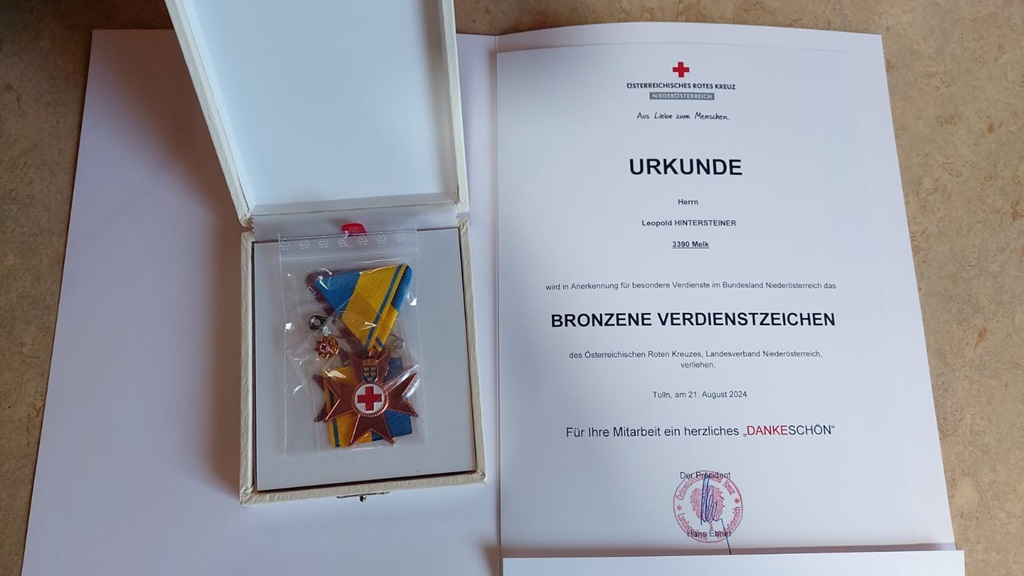 ÖSTERREICHISCHES ROTES KREUZ
NIEDERÖSTERREICH
Aus Liebe zum Menschen.
URKUNDE
Herrn
Leopold HINTERSTEINER
3390 Melk
wird in Anerkennung für besondere Verdienste im Bundesland Niederösterreich das
BRONZENE VERDIENSTZEICHEN
des Österreichischen Roten Kreuzes, Landesverband Niederösterreich,
verliehen.
Tulln, am 21. August 2024
Für Ihre Mitarbeit ein herzliches „DANKESCHÖN“
Der Präsident
Hans